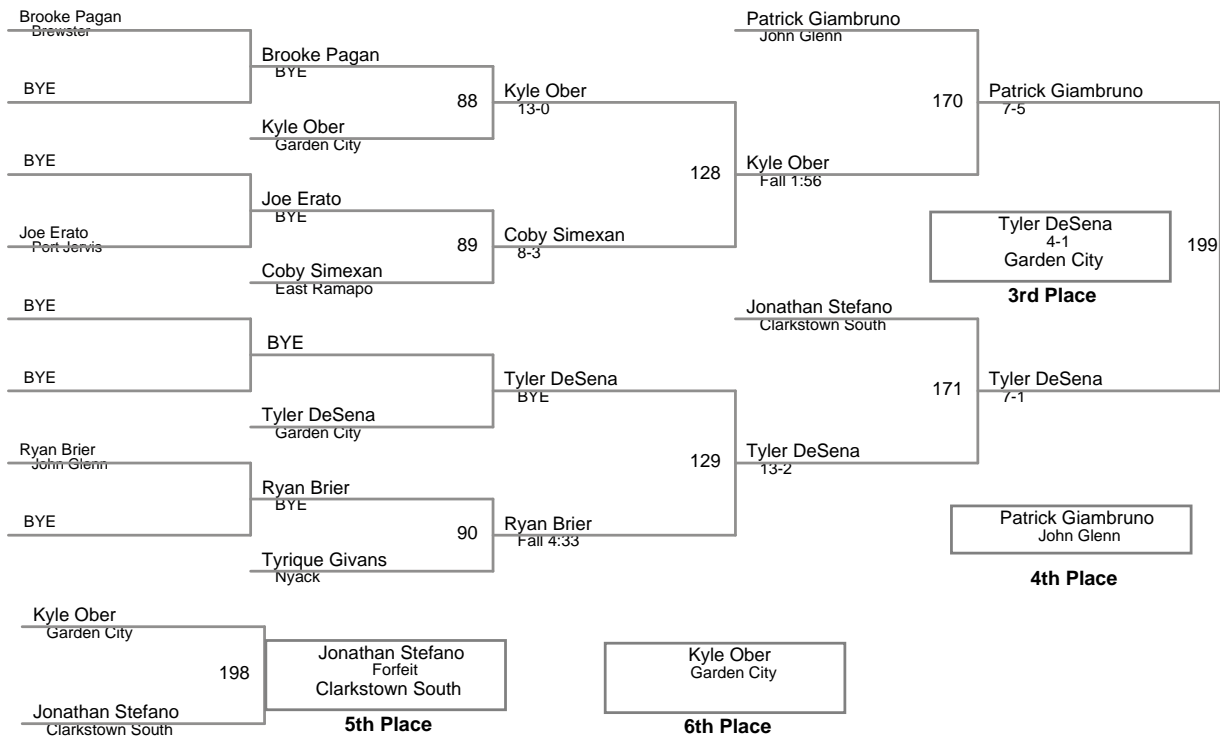 Brooke Pagan
Brewster
BYE
BYE
Joe Erato
Port Jervis
BYE
BYE
Ryan Brier
John Glenn
BYE
Brooke Pagan
BYE
88
Kyle Ober
Garden City
Joe Erato
BYE
89
Coby Simexan
East Ramapo
BYE
Tyler DeSena
Garden City
Ryan Brier
BYE
90
Tyrique Givans
Nyack
Kyle Ober
13-0
128
Coby Simexan
8-3
Tyler DeSena
BYE
129
Ryan Brier
Fall 4:33
Patrick Giambruno
John Glenn
170
Kyle Ober
Fall 1:56
Jonathan Stefano
Clarkstown South
171
Tyler DeSena
13-2
Patrick Giambruno
7-5
Tyler DeSena
4-1
Garden City
3rd Place
199
Tyler DeSena
7-1
Patrick Giambruno
John Glenn
4th Place
Kyle Ober
Garden City
198
Jonathan Stefano
Clarkstown South
Jonathan Stefano
Forfeit
Clarkstown South
5th Place
Kyle Ober
Garden City
6th Place